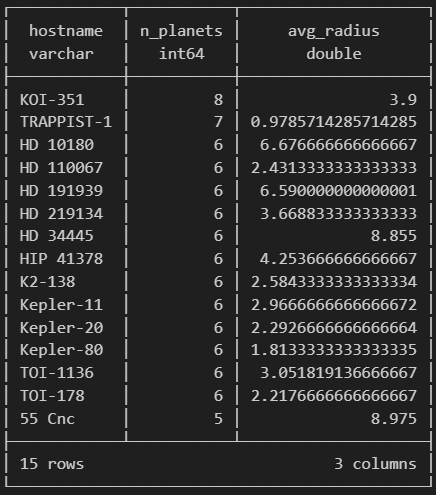 hostname n_planets avg_radius
varchar int64 double
KOI-351 8 3.9
TRAPPIST-1 7 0.9785714285714285
HD 10180 6 6.676666666666667
HD 110067 6 2.4313333333333333
HD 191939 6 6.590000000000001
HD 219134 6 3.668833333333333
HD 34445 6 8.855
HIP 41378 6 4.253666666666667
K2-138 6 2.5843333333333334
Kepler-11 6 2.9666666666666672
Kepler-20 6 2.2926666666666664
Kepler-80 6 1.8133333333333335
TOI-1136 6 3.051819136666667
TOI-178 6 2.2176666666666667
55 Cnc 5 8.975
15 rows 3 columns